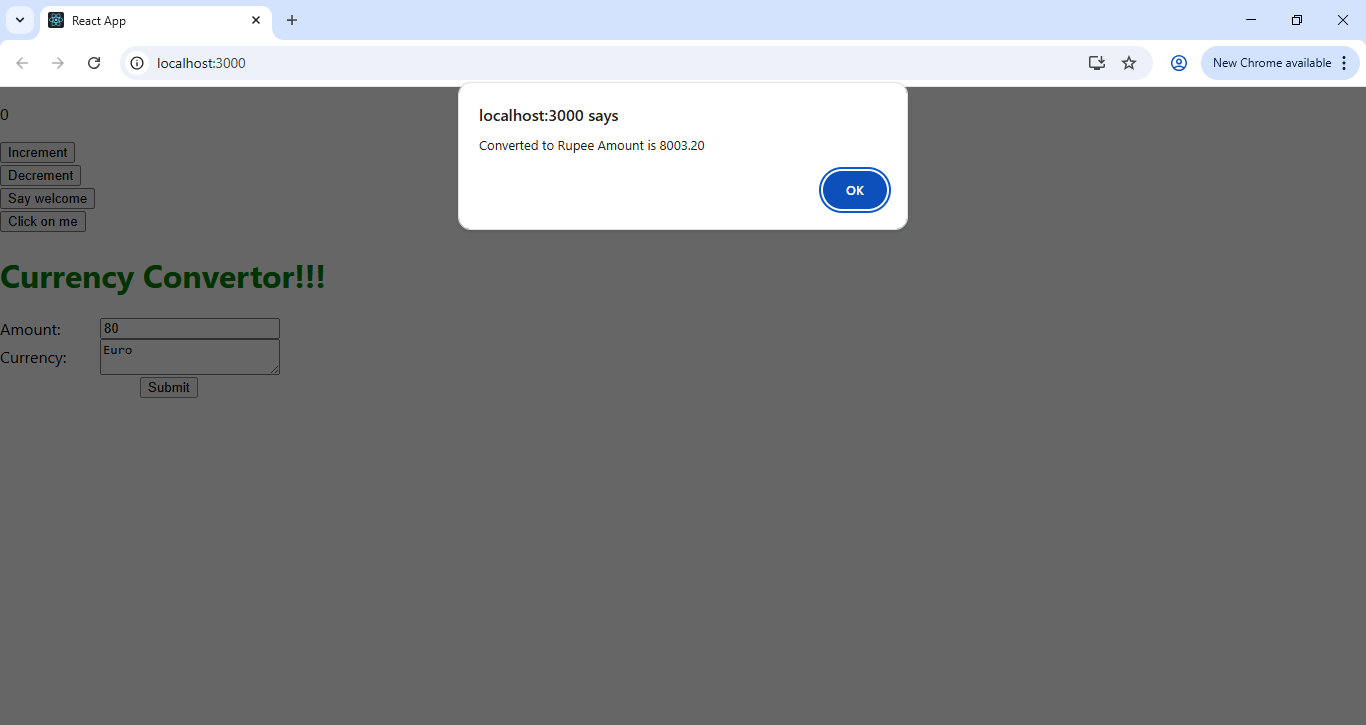 React App
localhost:3000
New Chrome available
localhost:3000 says
Converted to Rupee Amount is 8003.20
OK
0
Increment
Decrement
Say welcome
Click on me
Currency Convertor!!!
Amount: 80
Currency: Euro
Submit